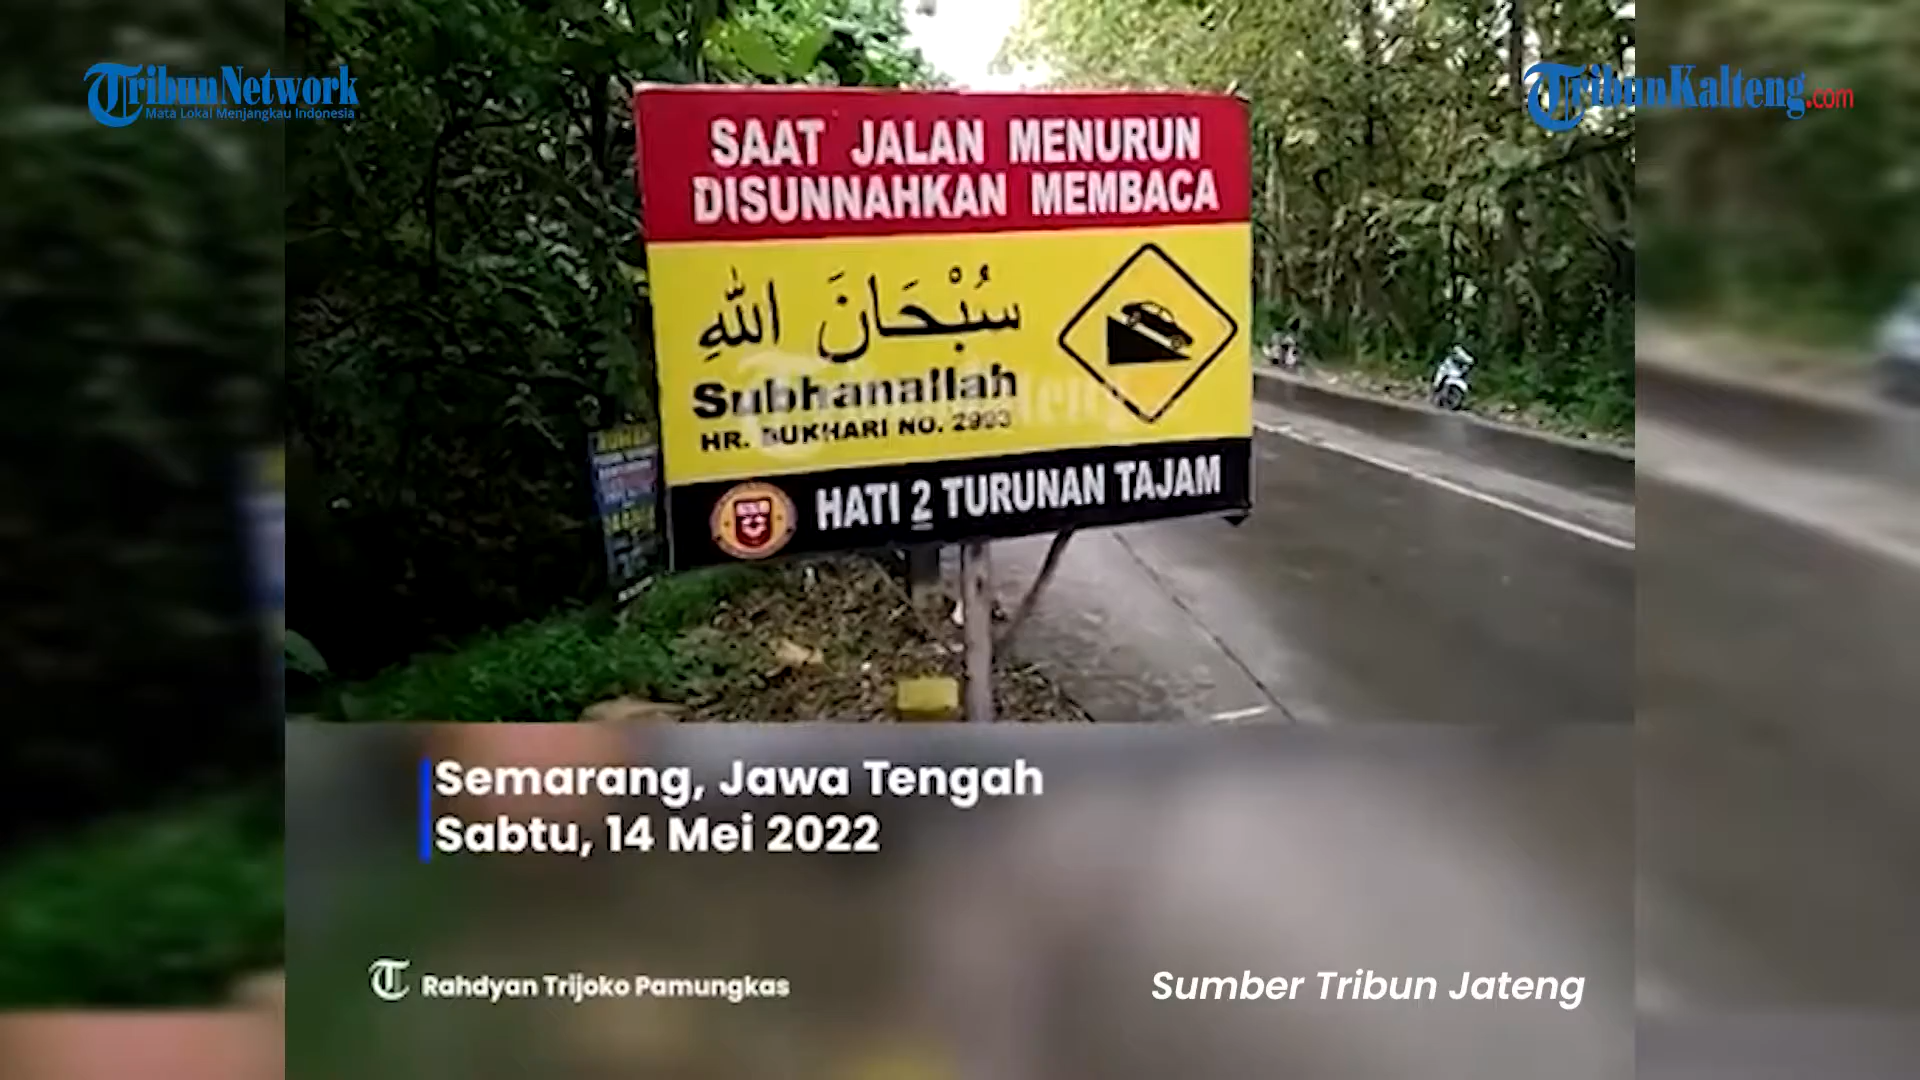 TribunNetwork
Mata Lokal Menjangkau Indonesia
TribunKalteng.com
SAAT JALAN MENURUN
DISUNNAHKAN MEMBACA
سُبْحَانَ اللهِ
Subhanallah
HR. BUKHARI NO. 2993
HATI 2 TURUNAN TAJAM
Semarang, Jawa Tengah
Sabtu, 14 Mei 2022
Rahdyan Trijoko Pamungkas
Sumber Tribun Jateng